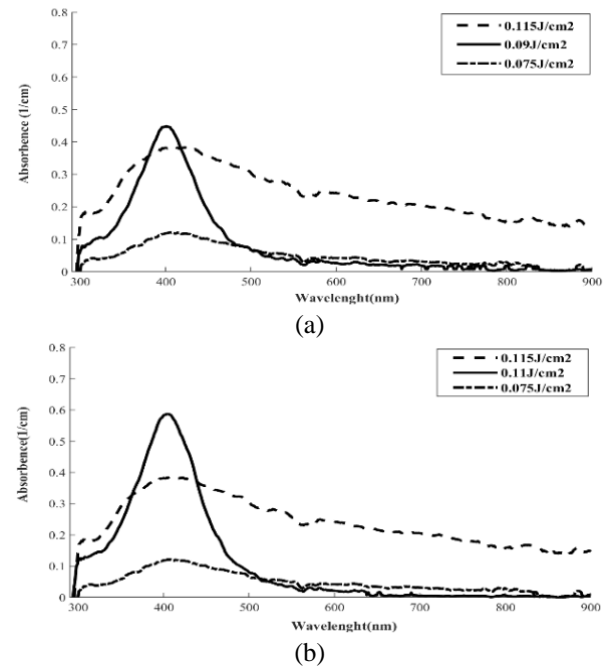 0.8
0.7
0.6
0.5
0.4
0.3
0.2
0.1
0
Absorbence (1/cm)
0.115J/cm2
0.09J/cm2
0.075J/cm2
300 400 500 600 700 800 900
Wavelenght(nm)
(a)
0.8
0.7
0.6
0.5
0.4
0.3
0.2
0.1
0
Absorbence(1/cm)
0.115J/cm2
0.11J/cm2
0.075J/cm2
300 400 500 600 700 800 900
Wavelenght(nm)
(b)